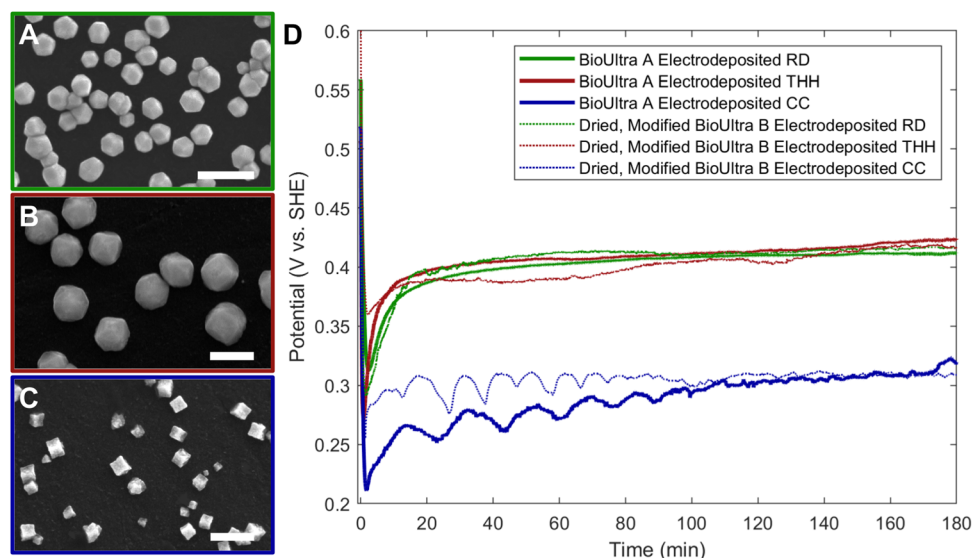 A
B
C
D
Potential (V vs. SHE)
0.6
0.55
0.5
0.45
0.4
0.35
0.3
0.25
0.2
BioUltra A Electrodeposited RD
BioUltra A Electrodeposited THH
BioUltra A Electrodeposited CC
Dried, Modified BioUltra B Electrodeposited RD
Dried, Modified BioUltra B Electrodeposited THH
Dried, Modified BioUltra B Electrodeposited CC
0 20 40 60 80 100 120 140 160 180
Time (min)